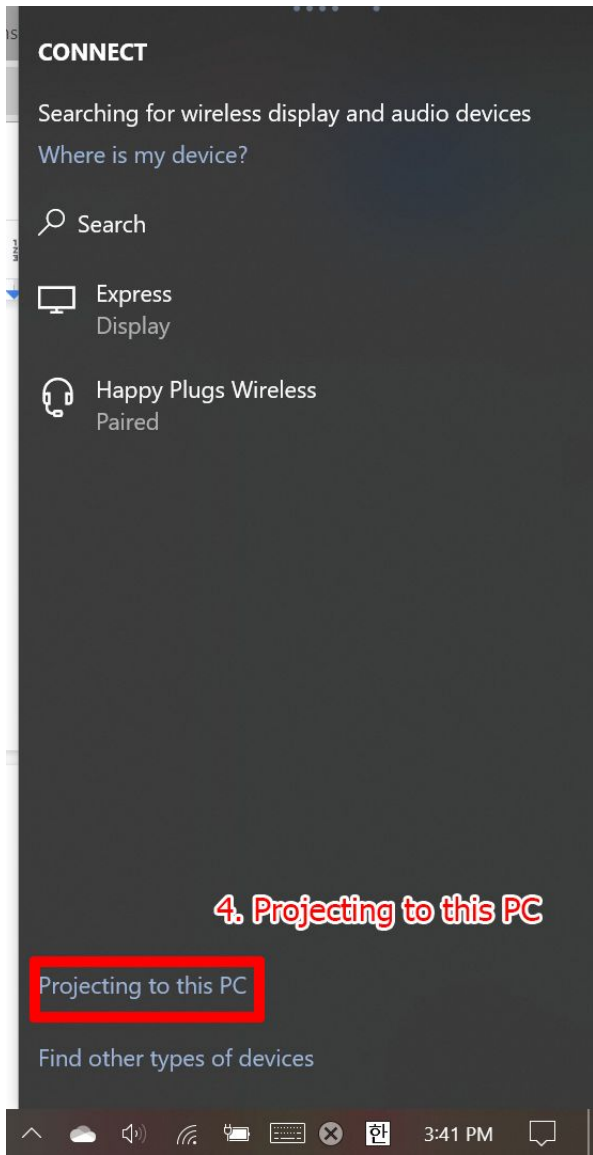 CONNECT
Searching for wireless display and audio devices
Where is my device?
Search
Express
Display
Happy Plugs Wireless
Paired
4. Projecting to this PC
Projecting to this PC
Find other types of devices
한 3:41 PM